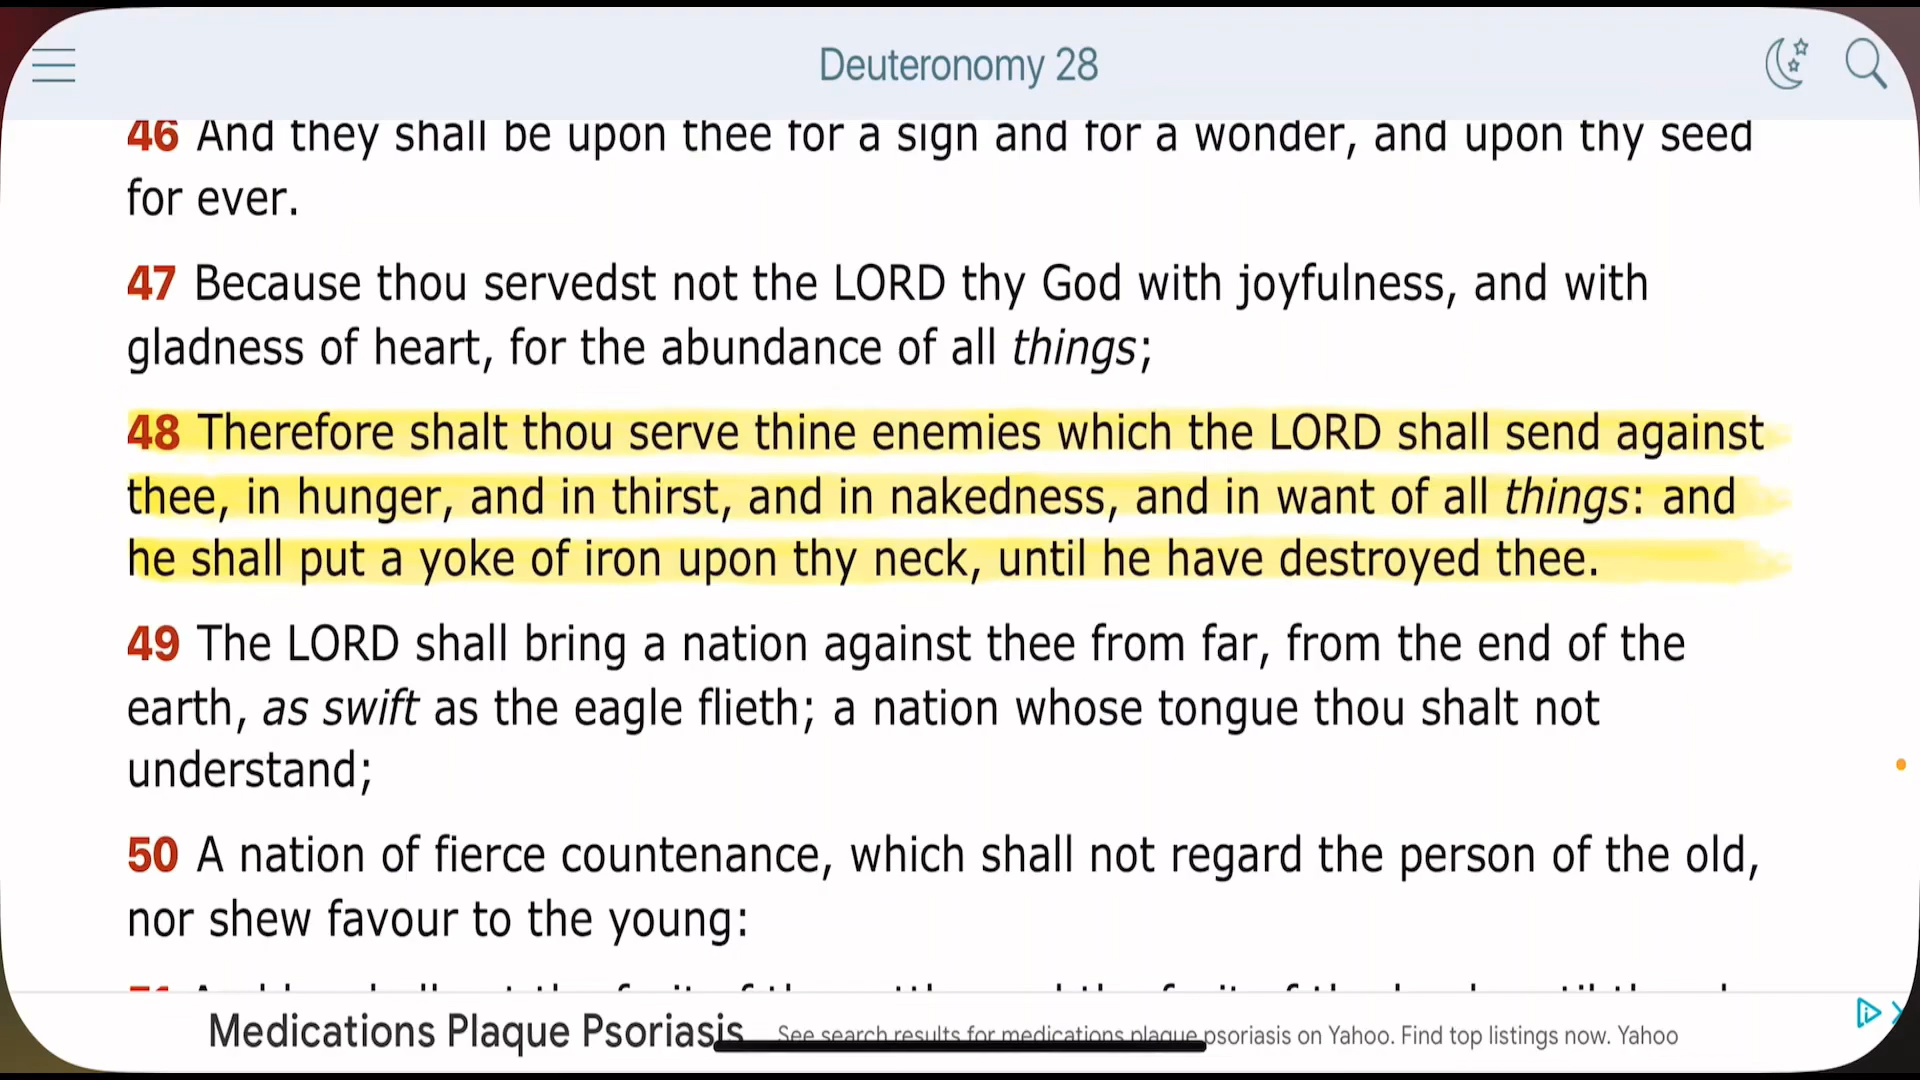 Deuteronomy 28
46 And they shall be upon thee for a sign and for a wonder, and upon thy seed
for ever.
47 Because thou servedst not the LORD thy God with joyfulness, and with
gladness of heart, for the abundance of all things;
48 Therefore shalt thou serve thine enemies which the LORD shall send against
thee, in hunger, and in thirst, and in nakedness, and in want of all things: and
he shall put a yoke of iron upon thy neck, until he have destroyed thee.
49 The LORD shall bring a nation against thee from far, from the end of the
earth, as swift as the eagle flieth; a nation whose tongue thou shalt not
understand;
50 A nation of fierce countenance, which shall not regard the person of the old,
nor shew favour to the young:
Medications Plaque Psoriasis See search results for medications plaque psoriasis on Yahoo. Find top listings now. Yahoo